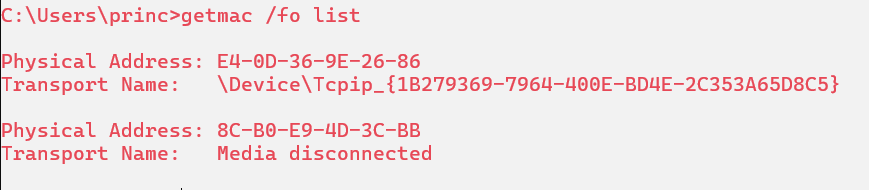 C:\Users\princ>getmac /fo list
Physical Address: E4-0D-36-9E-26-86
Transport Name:   \Device\Tcpip_{1B279369-7964-400E-BD4E-2C353A65D8C5}
Physical Address: 8C-B0-E9-4D-3C-BB
Transport Name:   Media disconnected